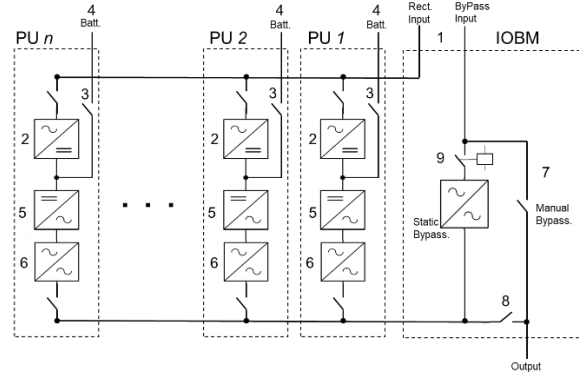 4
Batt.
4
Batt.
4
Batt.
Rect.
Input
ByPass
Input
PU n
PU 2
PU 1
1
IOBM
3
3
3
2
2
2
9
7
5
5
5
Static
Bypass.
Manual
Bypass.
6
6
6
8
Output